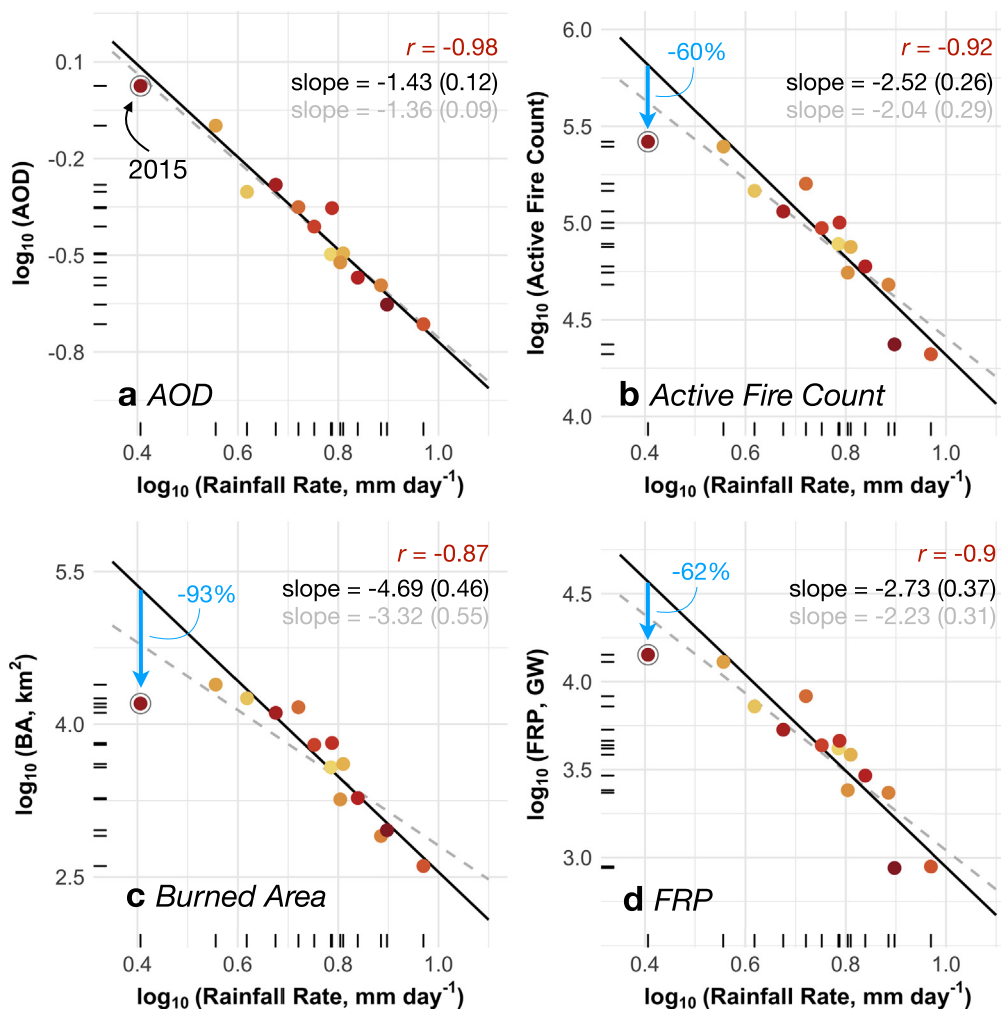 r = -0.98
slope = -1.43 (0.12)
slope = -1.36 (0.09)
0.1
-0.2
-0.5
-0.8
log10 (AOD)
2015
a AOD
0.4 0.6 0.8 1.0
log10 (Rainfall Rate, mm day-1)
r = -0.92
slope = -2.52 (0.26)
slope = -2.04 (0.29)
-60%
6.0
5.5
5.0
4.5
4.0
log10 (Active Fire Count)
b Active Fire Count
0.4 0.6 0.8 1.0
log10 (Rainfall Rate, mm day-1)
r = -0.87
slope = -4.69 (0.46)
slope = -3.32 (0.55)
-93%
5.5
4.0
2.5
log10 (BA, km2)
c Burned Area
0.4 0.6 0.8 1.0
log10 (Rainfall Rate, mm day-1)
r = -0.9
slope = -2.73 (0.37)
slope = -2.23 (0.31)
-62%
4.5
4.0
3.5
3.0
log10 (FRP, GW)
d FRP
0.4 0.6 0.8 1.0
log10 (Rainfall Rate, mm day-1)